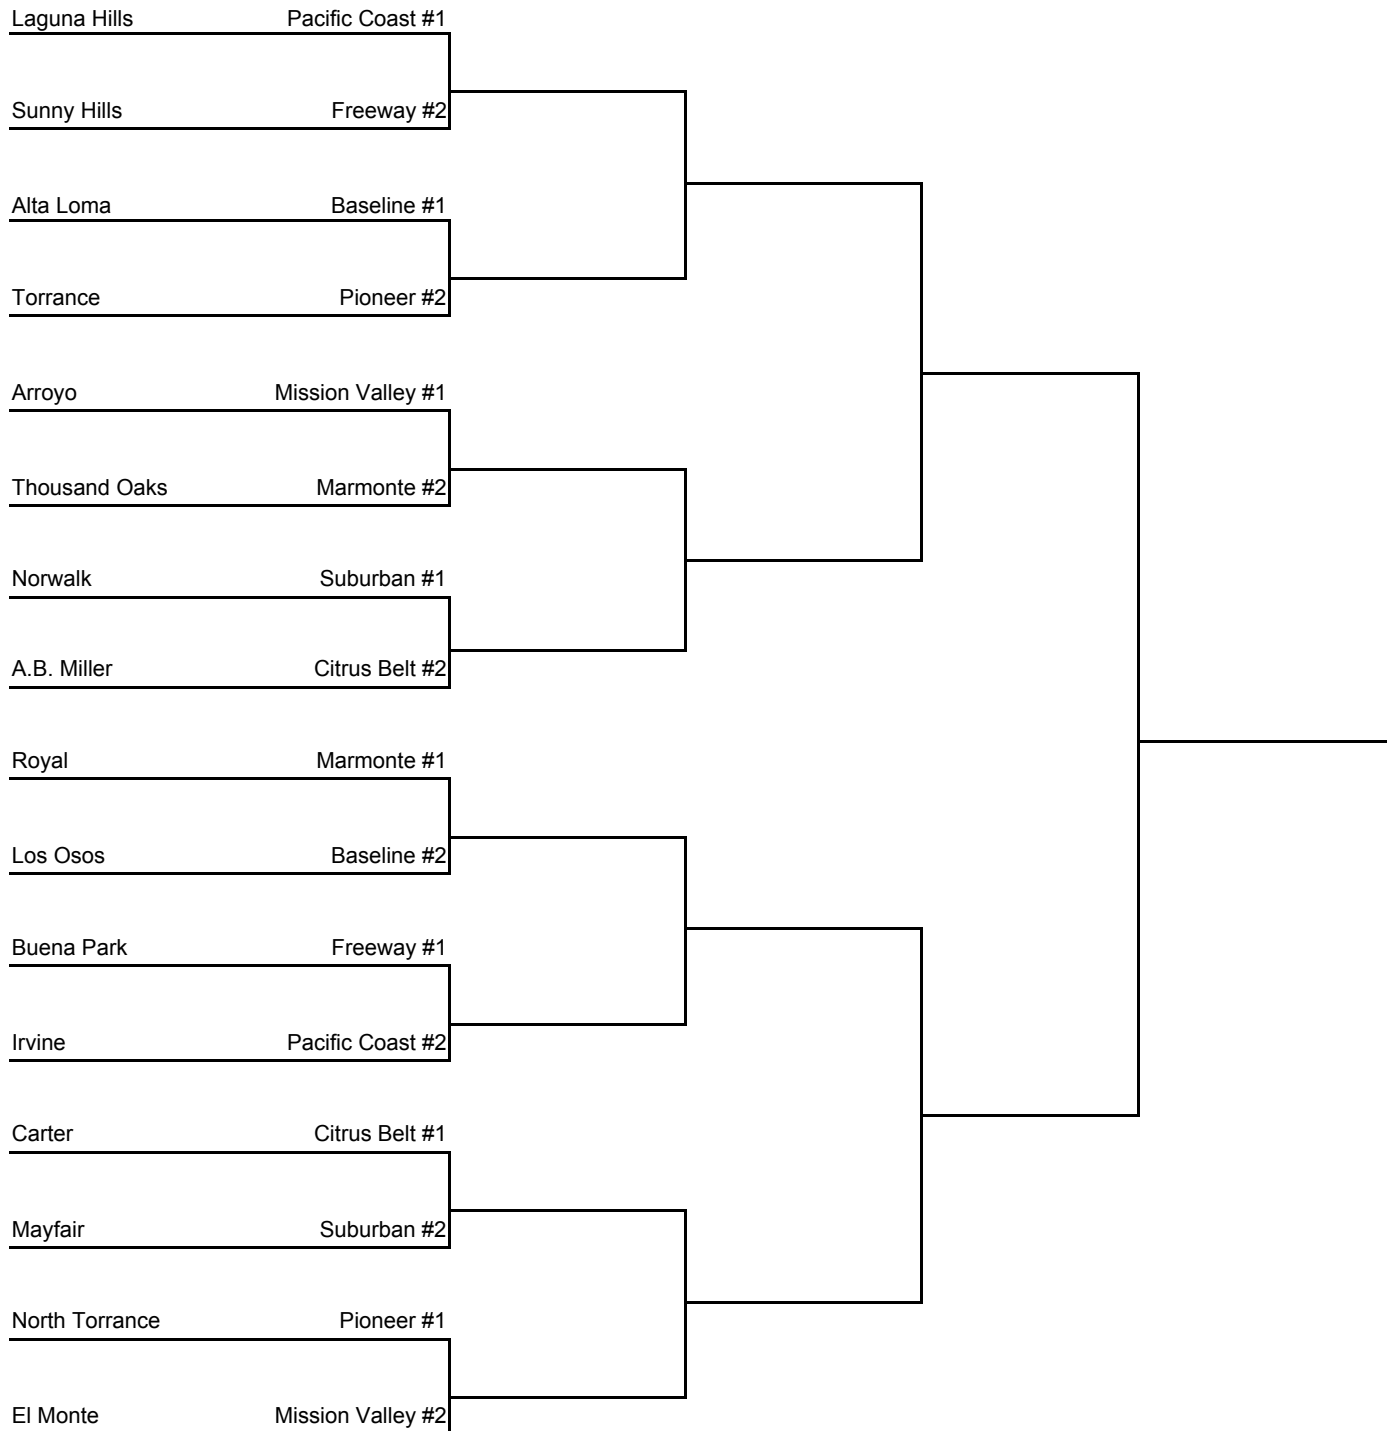 Laguna Hills Pacific Coast #1
Sunny Hills Freeway #2
Alta Loma Baseline #1
Torrance Pioneer #2
Arroyo Mission Valley #1
Thousand Oaks Marmonte #2
Norwalk Suburban #1
A.B. Miller Citrus Belt #2
Royal Marmonte #1
Los Osos Baseline #2
Buena Park Freeway #1
Irvine Pacific Coast #2
Carter Citrus Belt #1
Mayfair Suburban #2
North Torrance Pioneer #1
El Monte Mission Valley #2